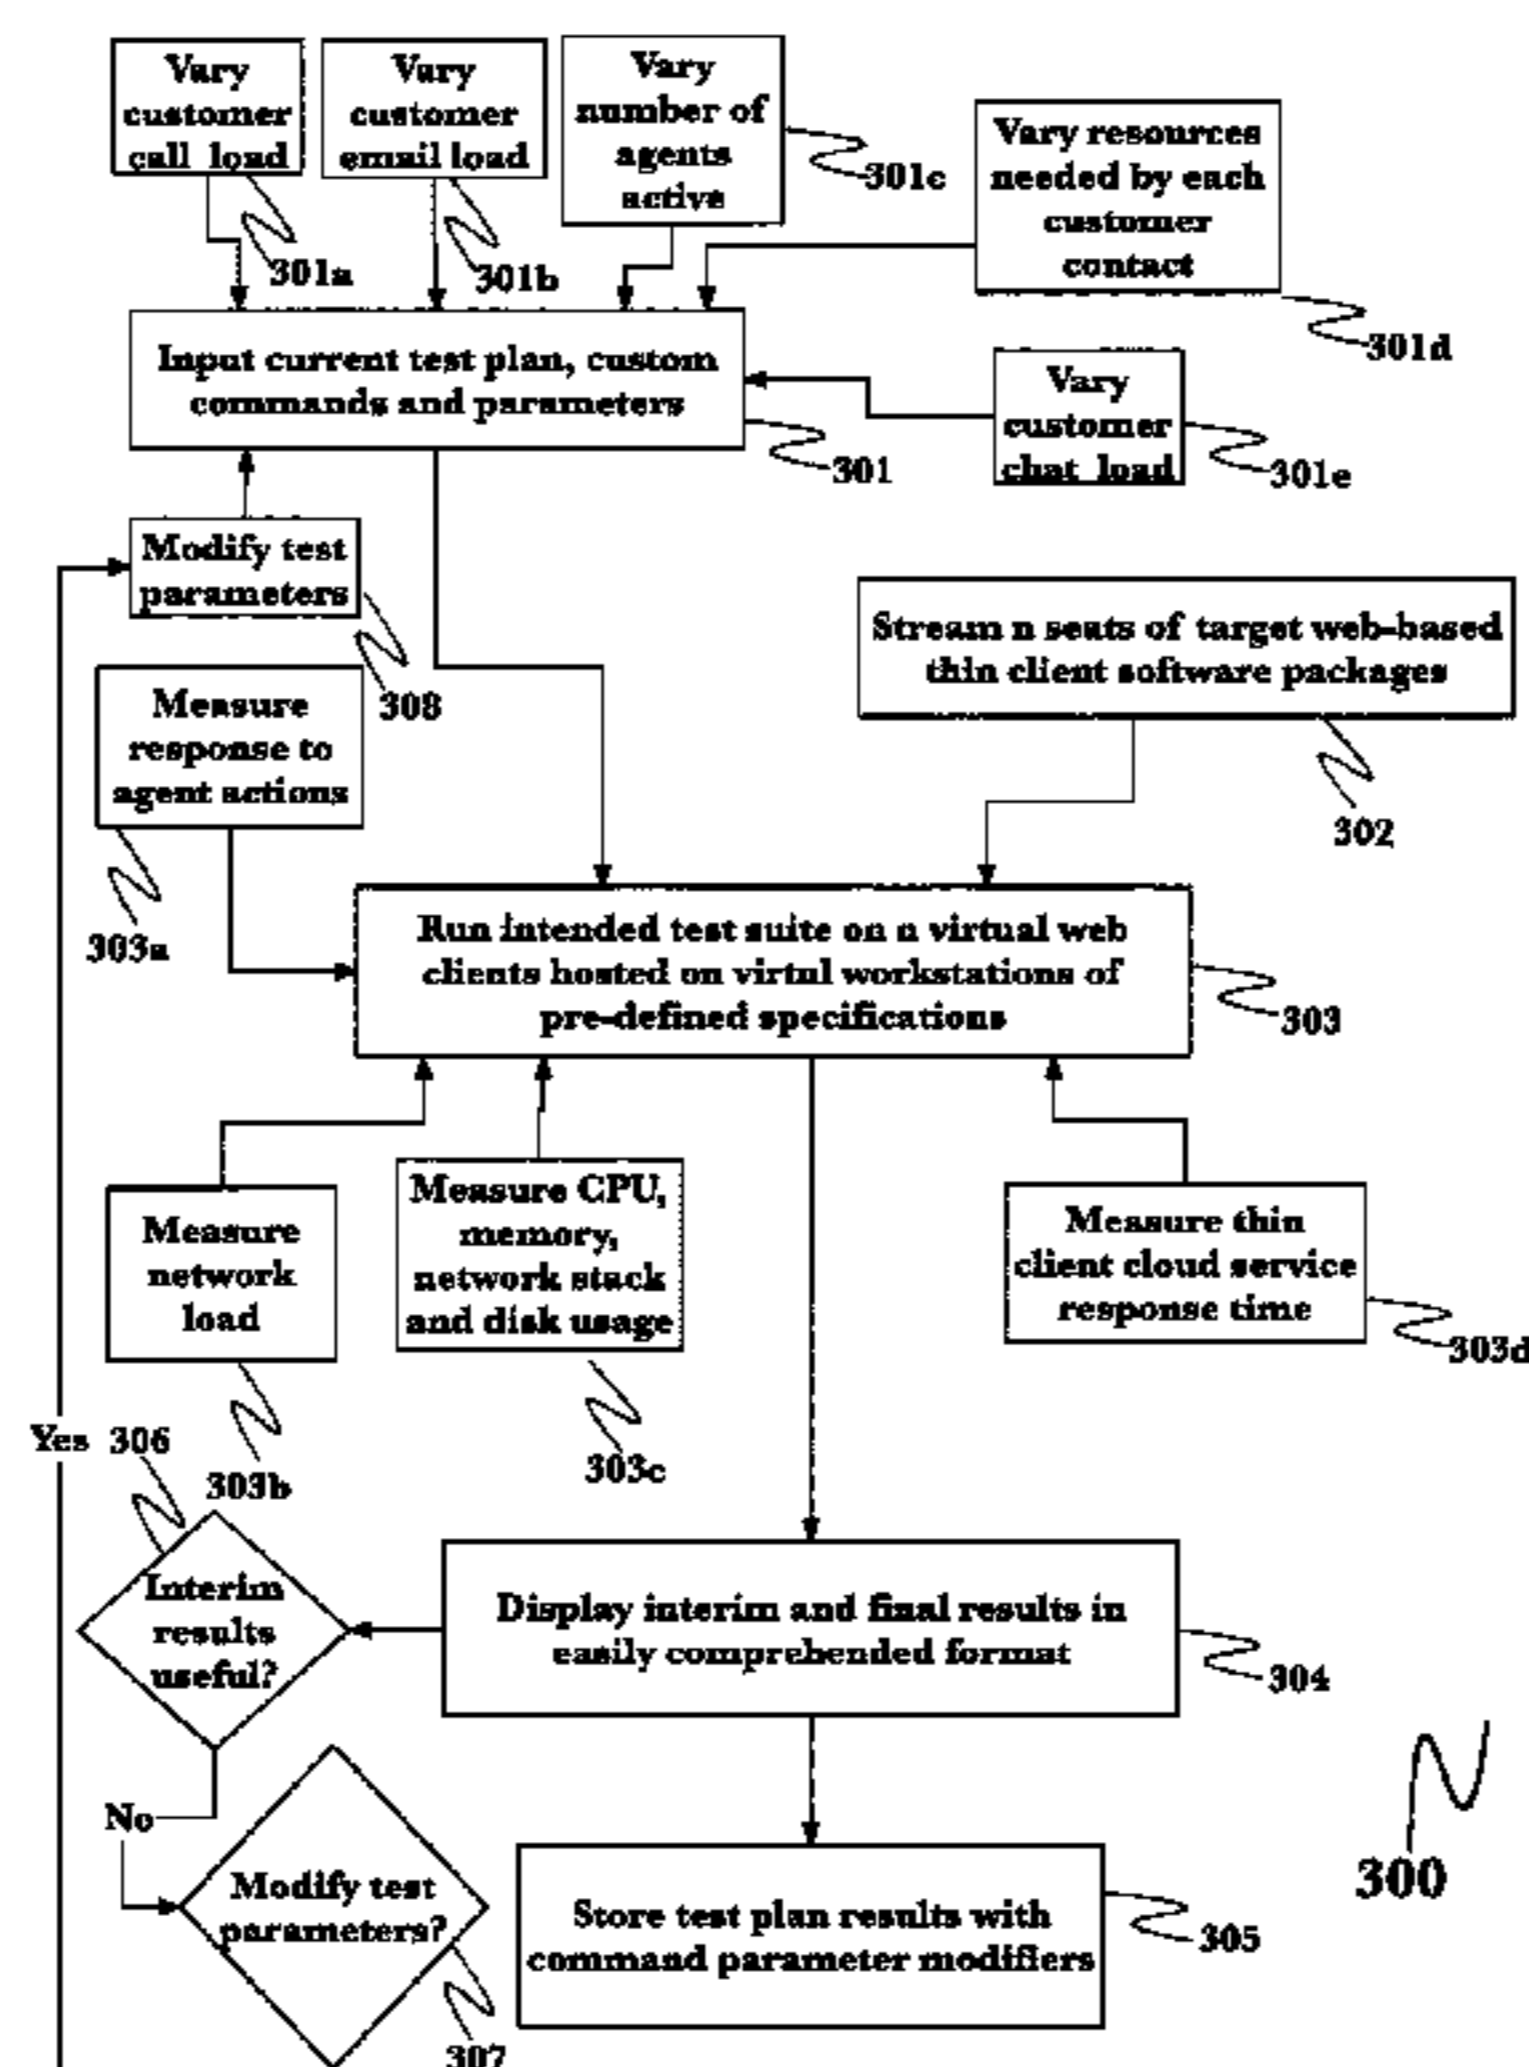 Vary
customer
call load
301a
Vary
customer
email load
301b
Vary
number of
agents
active
301c
Vary resources
needed by each
customer
contact
301d
Input current test plan, custom
commands and parameters
301
Vary
customer
chat load
301e
Modify test
parameters
308
Stream n seats of target web-based
thin client software packages
302
Measure
response to
agent actions
303a
Run intended test suite on n virtual web
clients hosted on virtul workstations of
pre-defined specifications
303
Measure
network
load
303b
Measure CPU,
memory,
network stack
and disk usage
303c
Measure thin
client cloud service
response time
303d
Yes
306
Interim
results
useful?
Display interim and final results in
easily comprehended format
304
No
Modify test
parameters?
307
Store test plan results with
command parameter modifiers
305
300